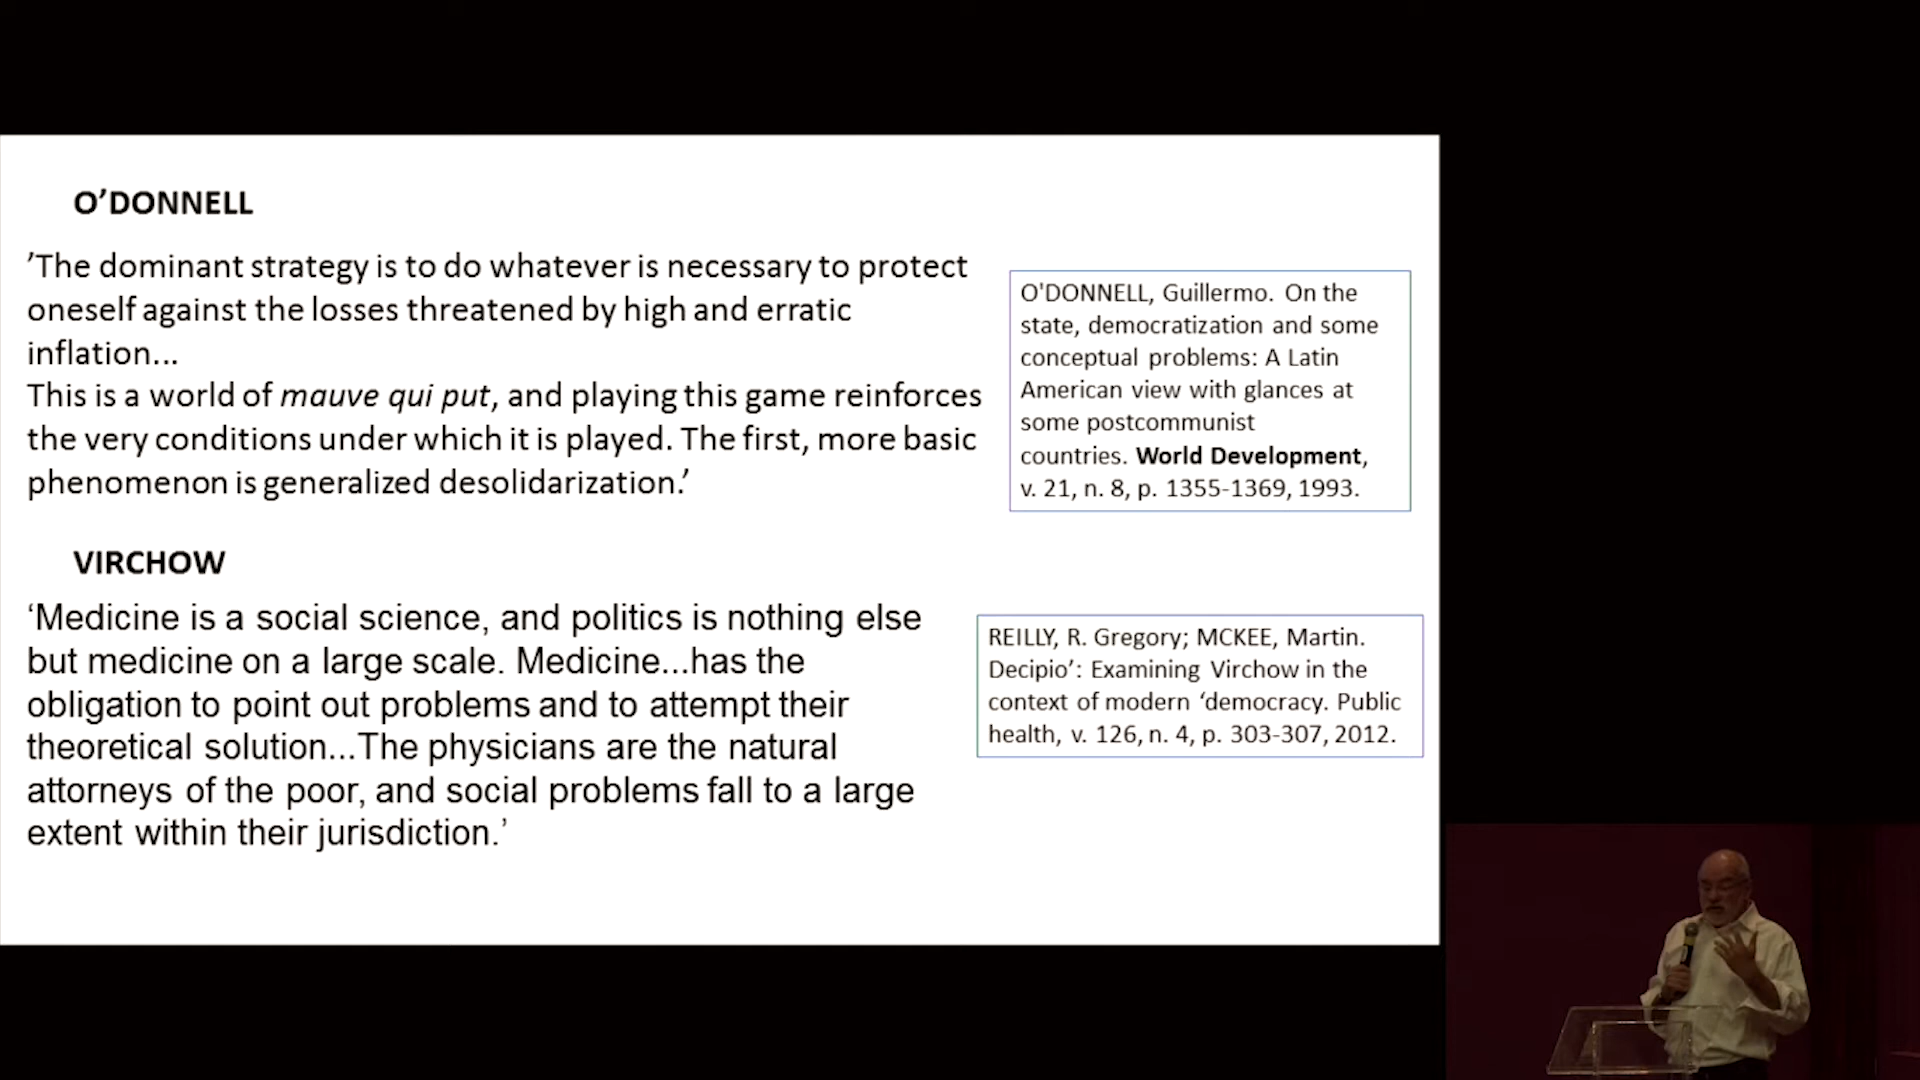 O’DONNELL
’The dominant strategy is to do whatever is necessary to protect
oneself against the losses threatened by high and erratic
inflation...
This is a world of mauve qui put, and playing this game reinforces
the very conditions under which it is played. The first, more basic
phenomenon is generalized desolidarization.’
O'DONNELL, Guillermo. On the
state, democratization and some
conceptual problems: A Latin
American view with glances at
some postcommunist
countries. World Development,
v. 21, n. 8, p. 1355-1369, 1993.
VIRCHOW
‘Medicine is a social science, and politics is nothing else
but medicine on a large scale. Medicine...has the
obligation to point out problems and to attempt their
theoretical solution...The physicians are the natural
attorneys of the poor, and social problems fall to a large
extent within their jurisdiction.’
REILLY, R. Gregory; MCKEE, Martin.
Decipio’: Examining Virchow in the
context of modern ‘democracy. Public
health, v. 126, n. 4, p. 303-307, 2012.